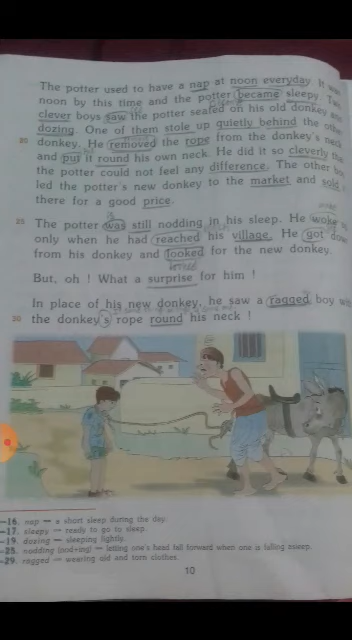 The potter used to have a nap at noon everyday. It was
noon by this time and the potter became sleepy. Two
clever boys saw the potter seated on his old donkey and
dozing. One of them stole up quietly behind the other
20 donkey. He removed the rope from the donkey's neck
and put it round his own neck. He did it so cleverly that
the potter could not feel any difference. The other boy
led the potter's new donkey to the market and sold it
there for a good price.
25 The potter was still nodding in his sleep. He woke up
only when he had reached his village. He got down
from his donkey and looked for the new donkey.
But, oh ! What a surprise for him !
In place of his new donkey, he saw a ragged boy with
30 the donkey's rope round his neck !
-16. nap — a short sleep during the day.
-17. sleepy — ready to go to sleep.
-19. dozing — sleeping lightly.
-25. nodding (nod+ing) — letting one's head fall forward when one is falling asleep.
-29. ragged — wearing old and torn clothes.
10